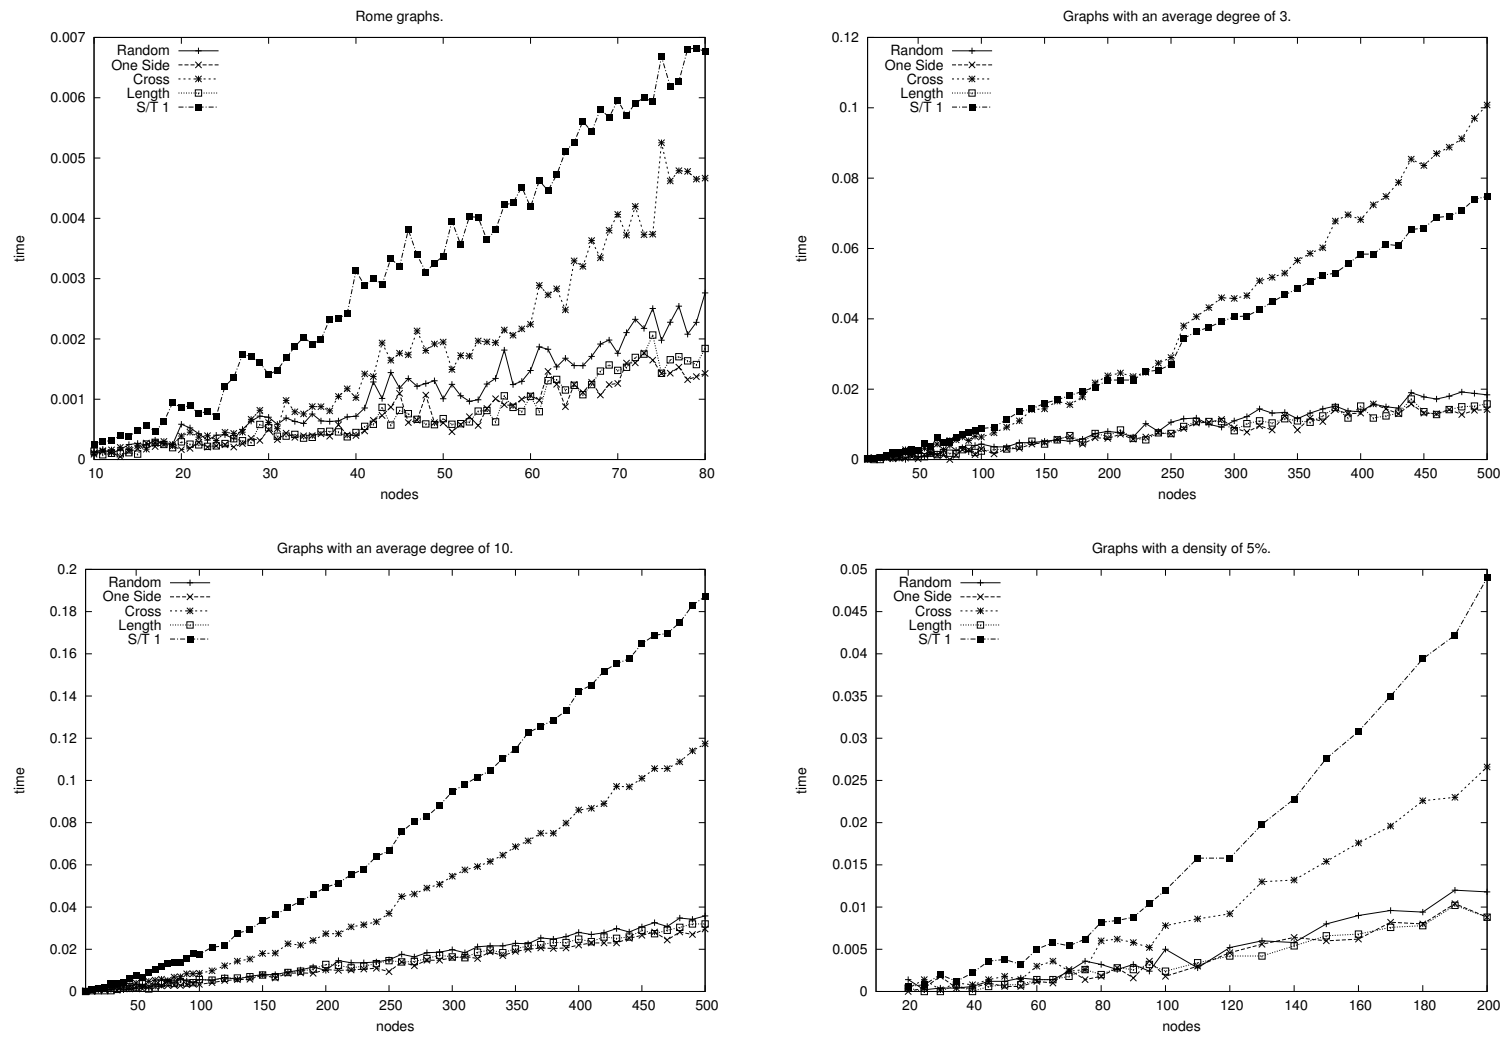 Rome graphs.
0.007
0.006
0.005
0.004
0.003
0.002
0.001
0
time
Random
One Side
Cross
Length
S/T 1
10 20 30 40 50 60 70 80
nodes
Graphs with an average degree of 3.
0.12
0.1
0.08
0.06
0.04
0.02
0
time
Random
One Side
Cross
Length
S/T 1
50 100 150 200 250 300 350 400 450 500
nodes
Graphs with an average degree of 10.
0.2
0.18
0.16
0.14
0.12
0.1
0.08
0.06
0.04
0.02
0
time
Random
One Side
Cross
Length
S/T 1
50 100 150 200 250 300 350 400 450 500
nodes
Graphs with a density of 5%.
0.05
0.045
0.04
0.035
0.03
0.025
0.02
0.015
0.01
0.005
0
time
Random
One Side
Cross
Length
S/T 1
20 40 60 80 100 120 140 160 180 200
nodes